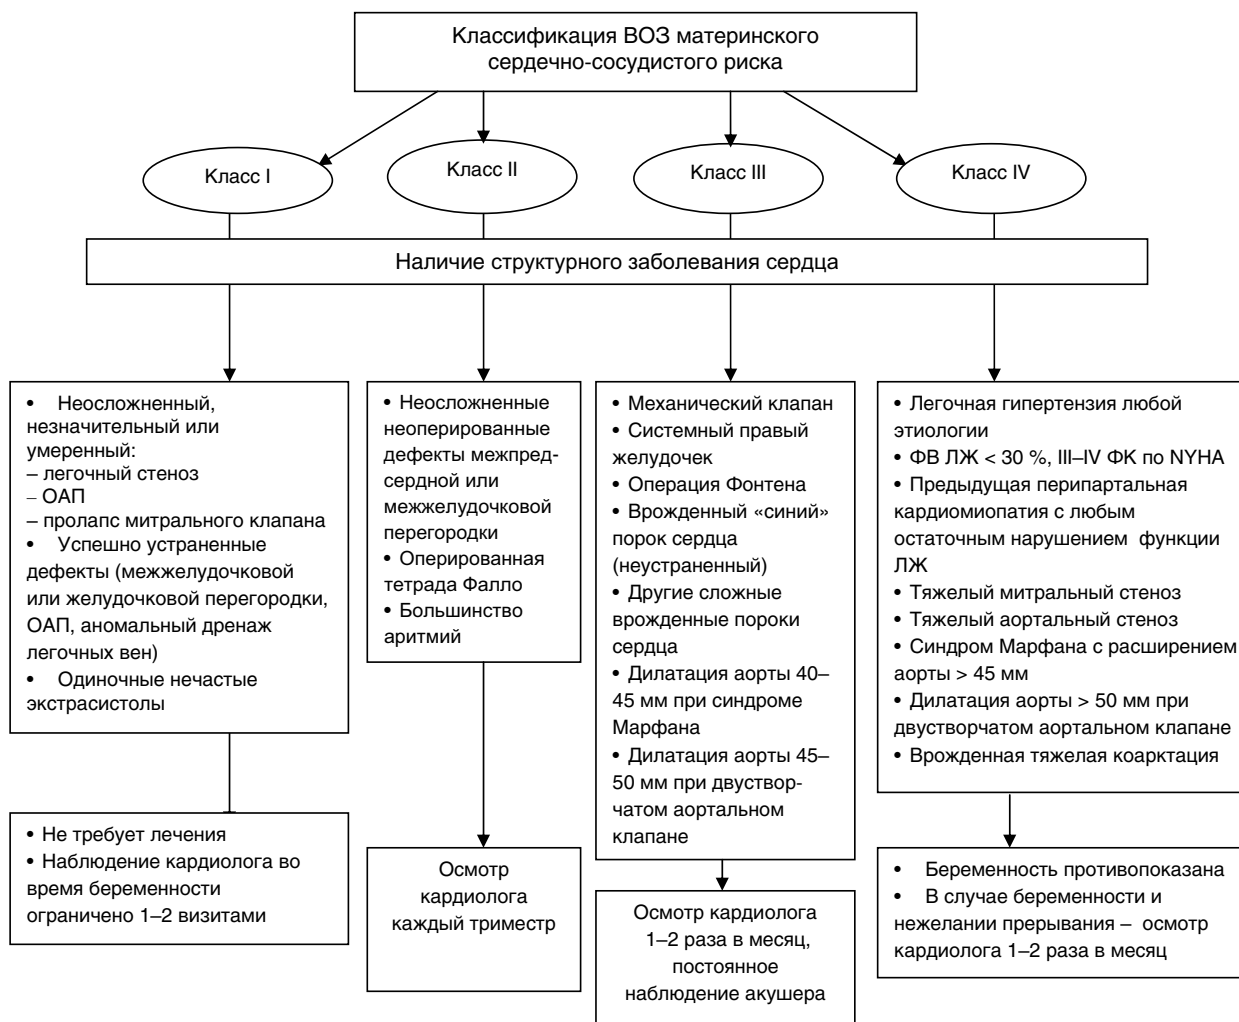 Классификация ВОЗ материнского
сердечно-сосудистого риска
Класс I
Класс II
Класс III
Класс IV
Наличие структурного заболевания сердца
• Неосложненный,
незначительный или
умеренный:
– легочный стеноз
– ОАП
– пролапс митрального клапана
• Успешно устраненные
дефекты (межжелудочковой
или желудочковой перегородки,
ОАП, аномальный дренаж
легочных вен)
• Одиночные нечастые
экстрасистолы
• Неосложненные
неоперированные
дефекты межпред-
сердной или
межжелудочковой
перегородки
• Оперированная
тетрада Фалло
• Большинство
аритмий
• Механический клапан
• Системный правый
желудочек
• Операция Фонтена
• Врожденный «синий»
порок сердца
(неустраненный)
• Другие сложные
врожденные пороки
сердца
• Дилатация аорты 40–
45 мм при синдроме
Марфана
• Дилатация аорты 45–
50 мм при двуствор-
чатом аортальном
клапане
• Легочная гипертензия любой
этиологии
• ФВ ЛЖ < 30 %, III–IV ФК по NYHA
• Предыдущая перипартальная
кардиомиопатия с любым
остаточным нарушением функции
ЛЖ
• Тяжелый митральный стеноз
• Тяжелый аортальный стеноз
• Синдром Марфана с расширением
аорты > 45 мм
• Дилатация аорты > 50 мм при
двустворчатом аортальном клапане
• Врожденная тяжелая коарктация
• Не требует лечения
• Наблюдение кардиолога во
время беременности
ограничено 1–2 визитами
Осмотр
кардиолога
каждый триместр
Осмотр кардиолога
1–2 раза в месяц,
постоянное
наблюдение акушера
• Беременность противопоказана
• В случае беременности и
нежелании прерывания – осмотр
кардиолога 1–2 раза в месяц